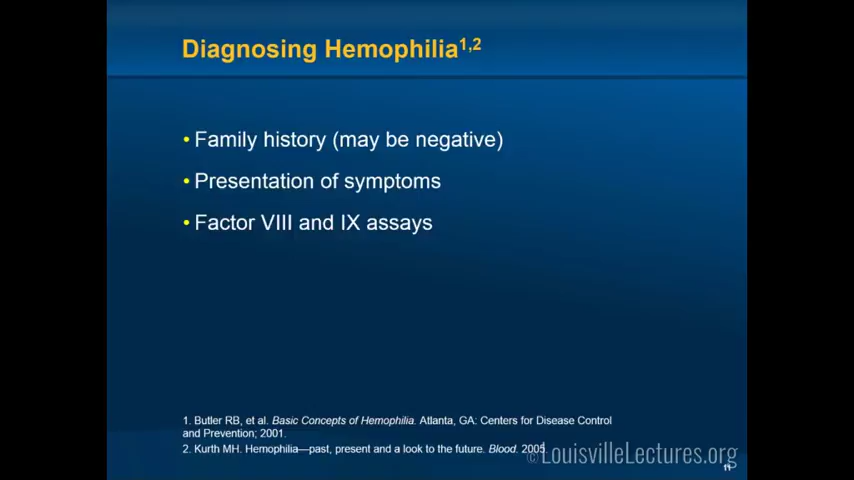 Diagnosing Hemophilia1,2
• Family history (may be negative)
• Presentation of symptoms
• Factor VIII and IX assays
1. Butler RB, et al. Basic Concepts of Hemophilia. Atlanta, GA: Centers for Disease Control
and Prevention; 2001.
2. Kurth MH. Hemophilia—past, present and a look to the future. Blood. 2005.
©LouisvilleLectures.org
11